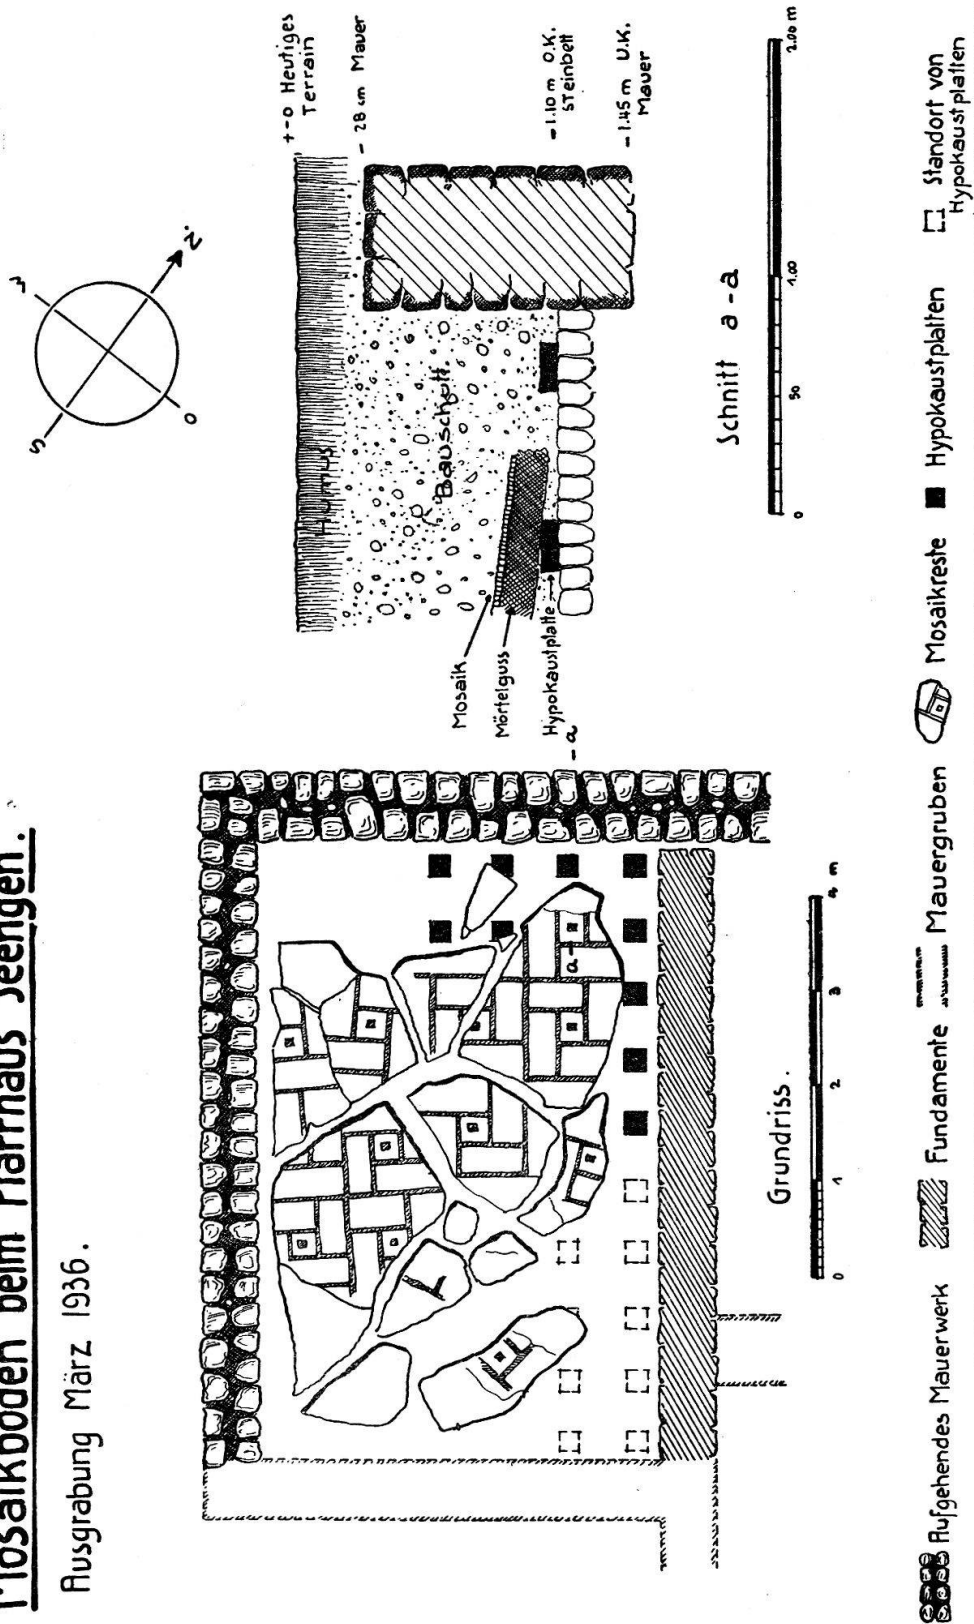 Mosaikboden beim Pfarrhaus Seengen.
Ausgrabung März 1936.
S
W
O
N.
+-0 Heutiges
Terrain
- 28 cm Mauer
- 1.10 m O.K.
Steinbett
- 1.45 m U.K.
Mauer
HUMUS
Bauschutt.
Mosaik
Mörtelguss
Hypokaustplatte
- a
a-
Schnitt a-a
0
50
1.00
2.00 m
Grundriss.
0
1
2
3
4 m
Aufgehendes Mauerwerk
Fundamente
Mauergruben
Mosaikreste
Hypokaustplatten
Standort von
Hypokaustplatten